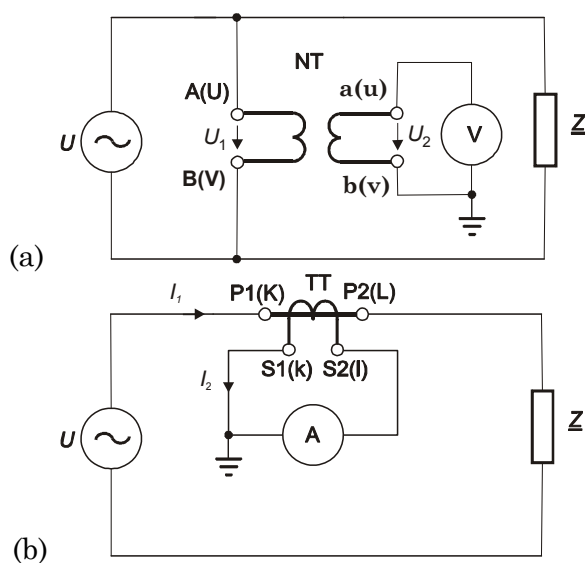 NT
A(U)
a(u)
U
U1
U2
V
Z
B(V)
b(v)
(a)
I1
P1(K)
TT
P2(L)
S1(k)
S2(l)
I2
U
A
Z
(b)